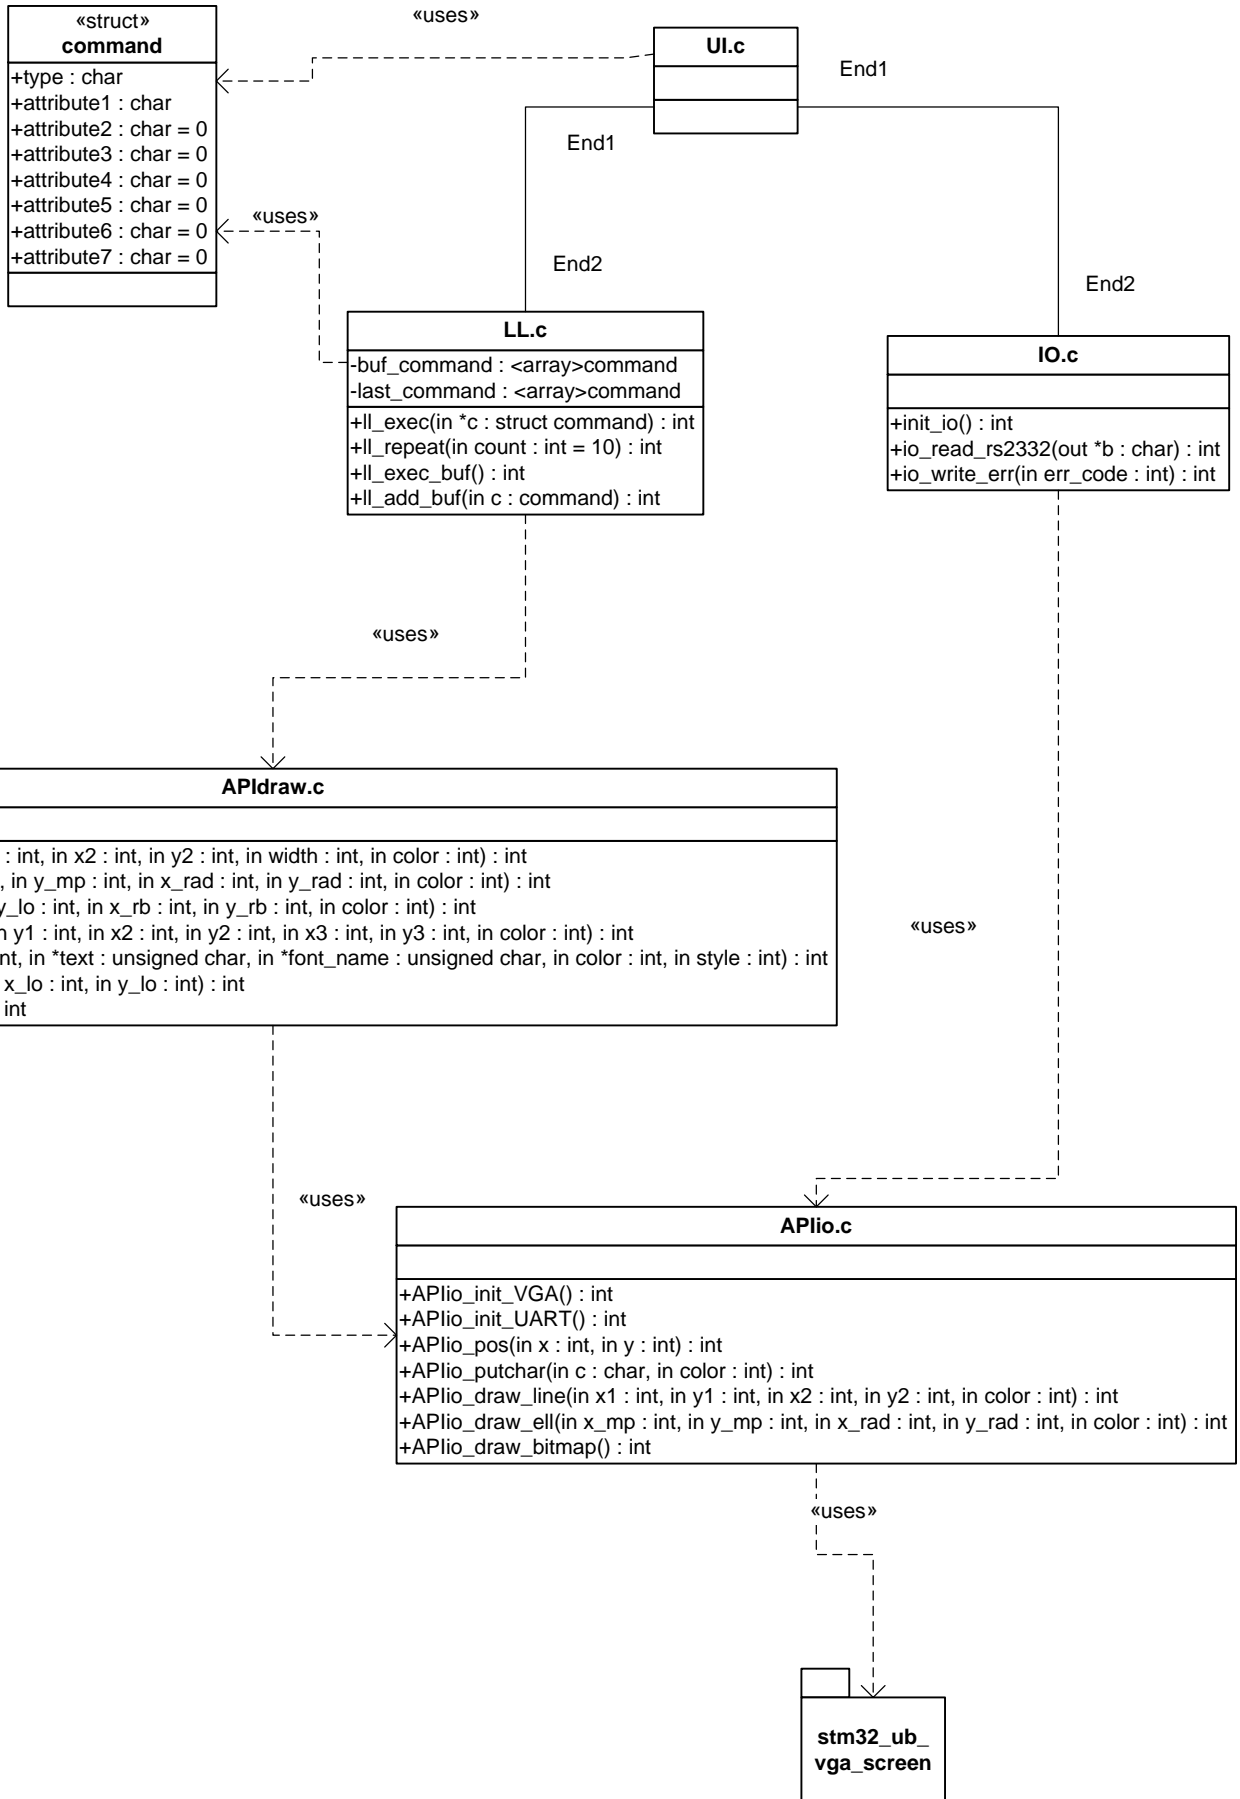 «struct»
command
+type : char
+attribute1 : char
+attribute2 : char = 0
+attribute3 : char = 0
+attribute4 : char = 0
+attribute5 : char = 0
+attribute6 : char = 0
+attribute7 : char = 0
«uses»
UI.c
End1
End1
«uses»
End2
End2
LL.c
-buf_command : <array>command
-last_command : <array>command
+ll_exec(in *c : struct command) : int
+ll_repeat(in count : int = 10) : int
+ll_exec_buf() : int
+ll_add_buf(in c : command) : int
IO.c
+init_io() : int
+io_read_rs2332(out *b : char) : int
+io_write_err(in err_code : int) : int
«uses»
APIdraw.c
: int, in x2 : int, in y2 : int, in width : int, in color : int) : int
, in y_mp : int, in x_rad : int, in y_rad : int, in color : int) : int
y_lo : int, in x_rb : int, in y_rb : int, in color : int) : int
n y1 : int, in x2 : int, in y2 : int, in x3 : int, in y3 : int, in color : int) : int
nt, in *text : unsigned char, in *font_name : unsigned char, in color : int, in style : int) : int
x_lo : int, in y_lo : int) : int
int
«uses»
«uses»
APIio.c
+APIio_init_VGA() : int
+APIio_init_UART() : int
+APIio_pos(in x : int, in y : int) : int
+APIio_putchar(in c : char, in color : int) : int
+APIio_draw_line(in x1 : int, in y1 : int, in x2 : int, in y2 : int, in color : int) : int
+APIio_draw_ell(in x_mp : int, in y_mp : int, in x_rad : int, in y_rad : int, in color : int) : int
+APIio_draw_bitmap() : int
«uses»
stm32_ub_
vga_screen